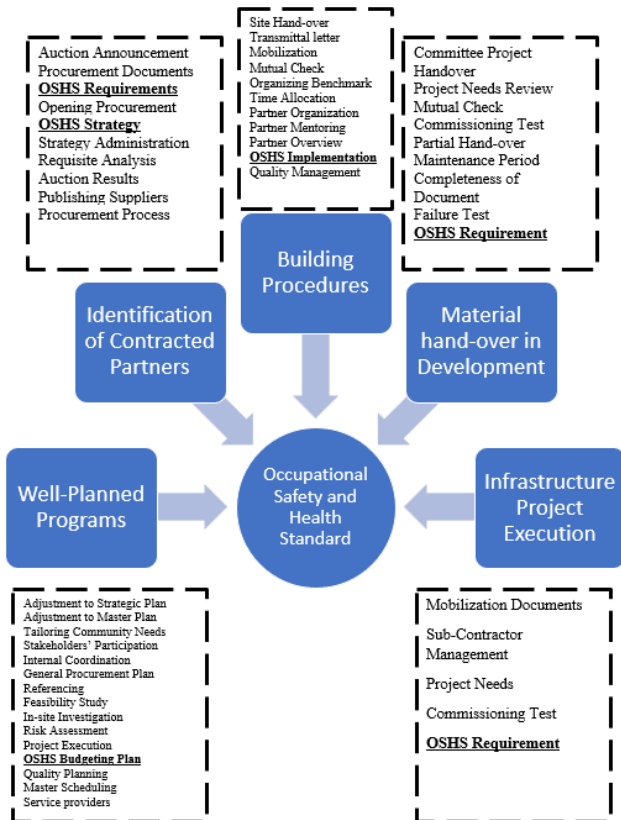 Auction Announcement
Procurement Documents
OSHS Requirements
Opening Procurement
OSHS Strategy
Strategy Administration
Requisite Analysis
Auction Results
Publishing Suppliers
Procurement Process
Site Hand-over
Transmittal letter
Mobilization
Mutual Check
Organizing Benchmark
Time Allocation
Partner Organization
Partner Mentoring
Partner Overview
OSHS Implementation
Quality Management
Committee Project
Handover
Project Needs Review
Mutual Check
Commissioning Test
Partial Hand-over
Maintenance Period
Completeness of
Document
Failure Test
OSHS Requirement
Building
Procedures
Identification
of Contracted
Partners
Material
hand-over in
Development
Well-Planned
Programs
Occupational
Safety and
Health
Standard
Infrastructure
Project
Execution
Adjustment to Strategic Plan
Adjustment to Master Plan
Tailoring Community Needs
Stakeholders' Participation
Internal Coordination
General Procurement Plan
Referencing
Feasibility Study
In-site Investigation
Risk Assessment
Project Execution
OSHS Budgeting Plan
Quality Planning
Master Scheduling
Service providers
Mobilization Documents
Sub-Contractor
Management
Project Needs
Commissioning Test
OSHS Requirement